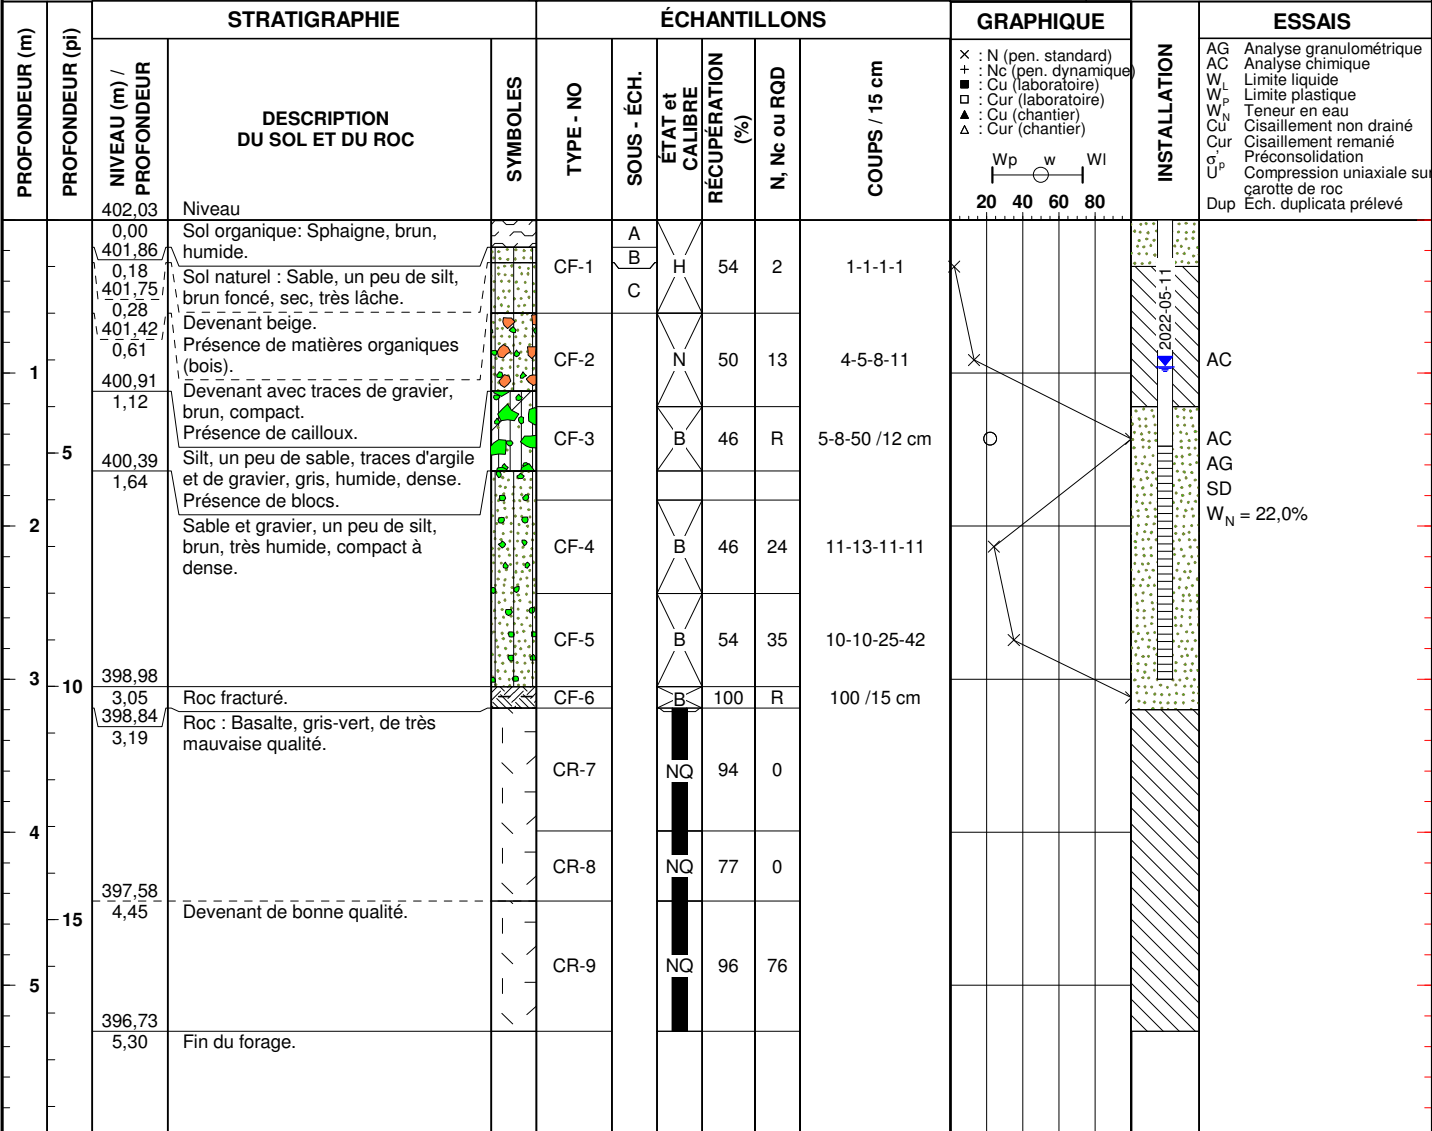 STRATIGRAPHIE
ÉCHANTILLONS
GRAPHIQUE
ESSAIS
PROFONDEUR (m)
PROFONDEUR (pi)
NIVEAU (m) /
PROFONDEUR
DESCRIPTION
DU SOL ET DU ROC
SYMBOLES
TYPE - NO
SOUS - ÉCH.
ÉTAT et
CALIBRE
RÉCUPÉRATION
(%)
N, Nc ou RQD
COUPS / 15 cm
× : N (pen. standard)
+ : Nc (pen. dynamique)
■ : Cu (laboratoire)
□ : Cur (laboratoire)
▲ : Cu (chantier)
△ : Cur (chantier)
Wp w Wl
20 40 60 80
INSTALLATION
AG Analyse granulométrique
AC Analyse chimique
WL Limite liquide
WP Limite plastique
WN Teneur en eau
Cu Cisaillement non drainé
Cur Cisaillement remanié
σ'p Préconsolidation
U Compression uniaxiale sur
carotte de roc
Dup Éch. duplicata prélevé
402,03 Niveau
0,00 Sol organique: Sphaigne, brun,
401,86 humide.
0,18 Sol naturel : Sable, un peu de silt,
401,75 brun foncé, sec, très lâche.
0,28
Devenant beige.
401,42
Présence de matières organiques
0,61
(bois).
400,91
Devenant avec traces de gravier,
1,12
brun, compact.
Présence de cailloux.
400,39 Silt, un peu de sable, traces d'argile
et de gravier, gris, humide, dense.
1,64
Présence de blocs.
Sable et gravier, un peu de silt,
brun, très humide, compact à
dense.
398,98
3,05 Roc fracturé.
398,84 Roc : Basalte, gris-vert, de très
3,19 mauvaise qualité.
397,58
4,45 Devenant de bonne qualité.
396,73
5,30 Fin du forage.
1
2
3
4
5
5
10
15
A
B
C
CF-1 H 54 2 1-1-1-1
CF-2 N 50 13 4-5-8-11
CF-3 B 46 R 5-8-50 /12 cm
CF-4 B 46 24 11-13-11-11
CF-5 B 54 35 10-10-25-42
CF-6 B 100 R 100 /15 cm
CR-7 NQ 94 0
CR-8 NQ 77 0
CR-9 NQ 96 76
2022-05-11
AC
AC
AG
SD
WN = 22,0%